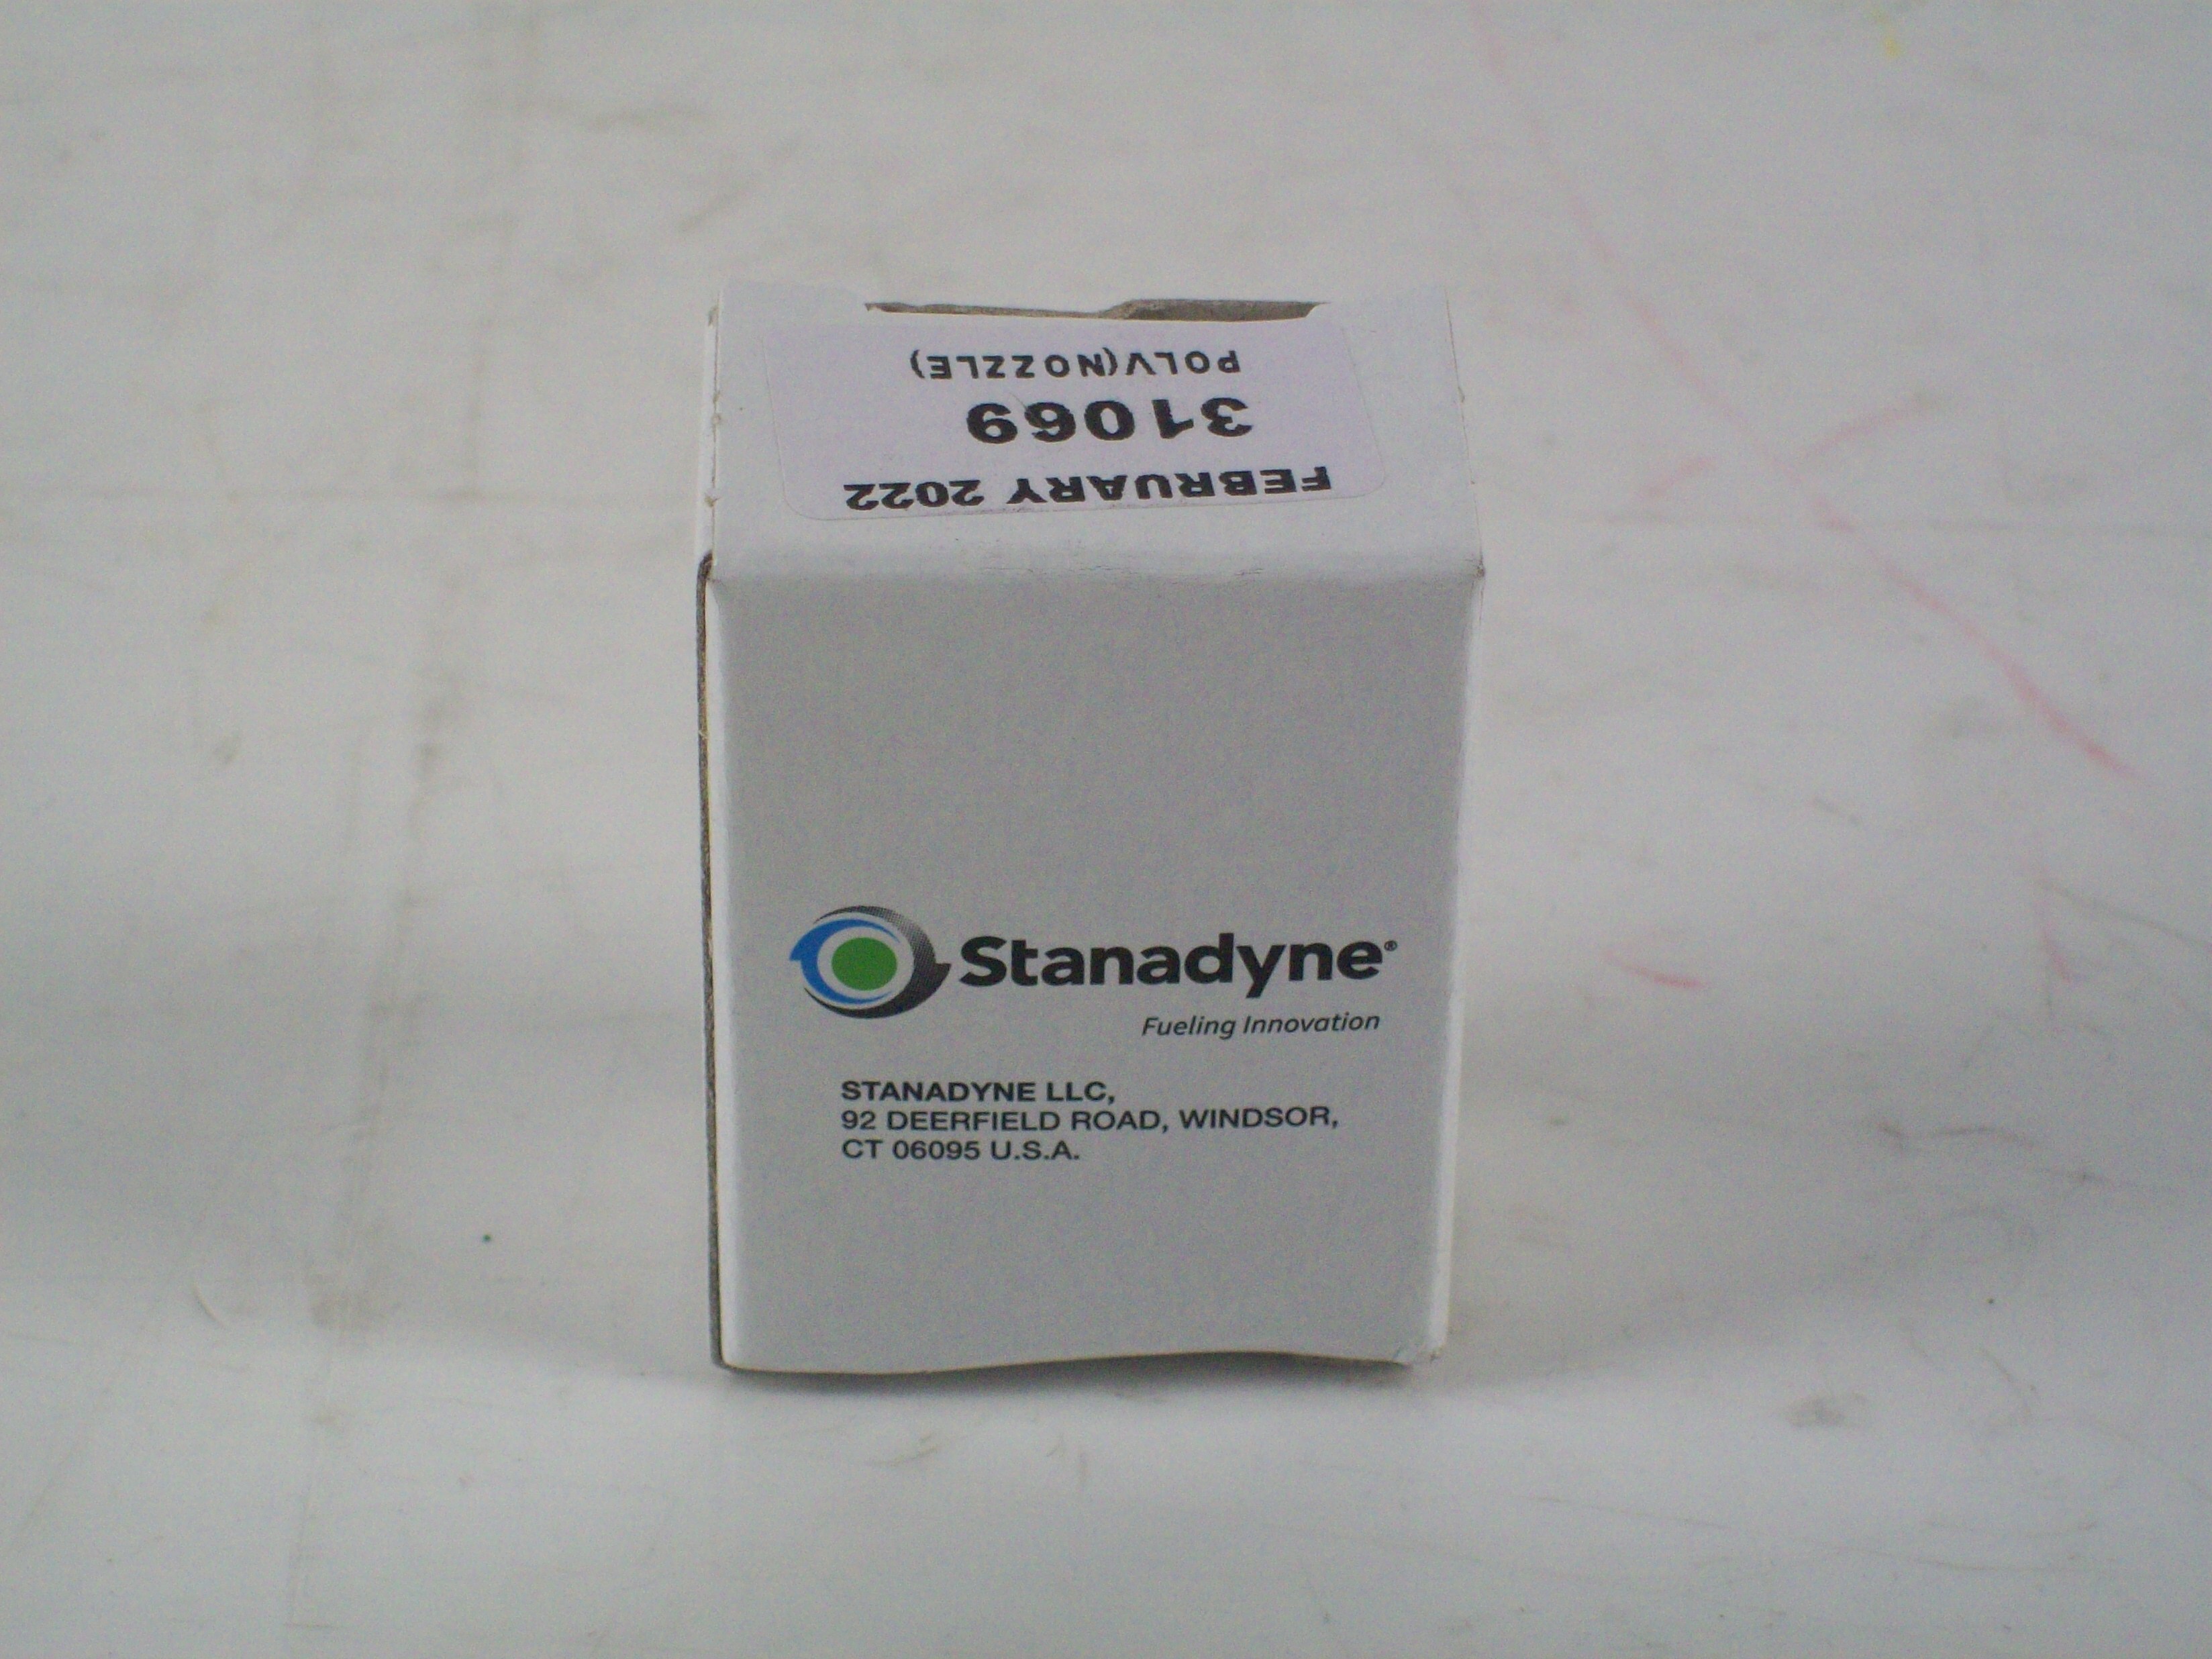 FEBRUARY 2022
31069
POLV(NOZZLE)
Stanadyne®
Fueling Innovation
STANADYNE LLC,
92 DEERFIELD ROAD, WINDSOR,
CT 06095 U.S.A.